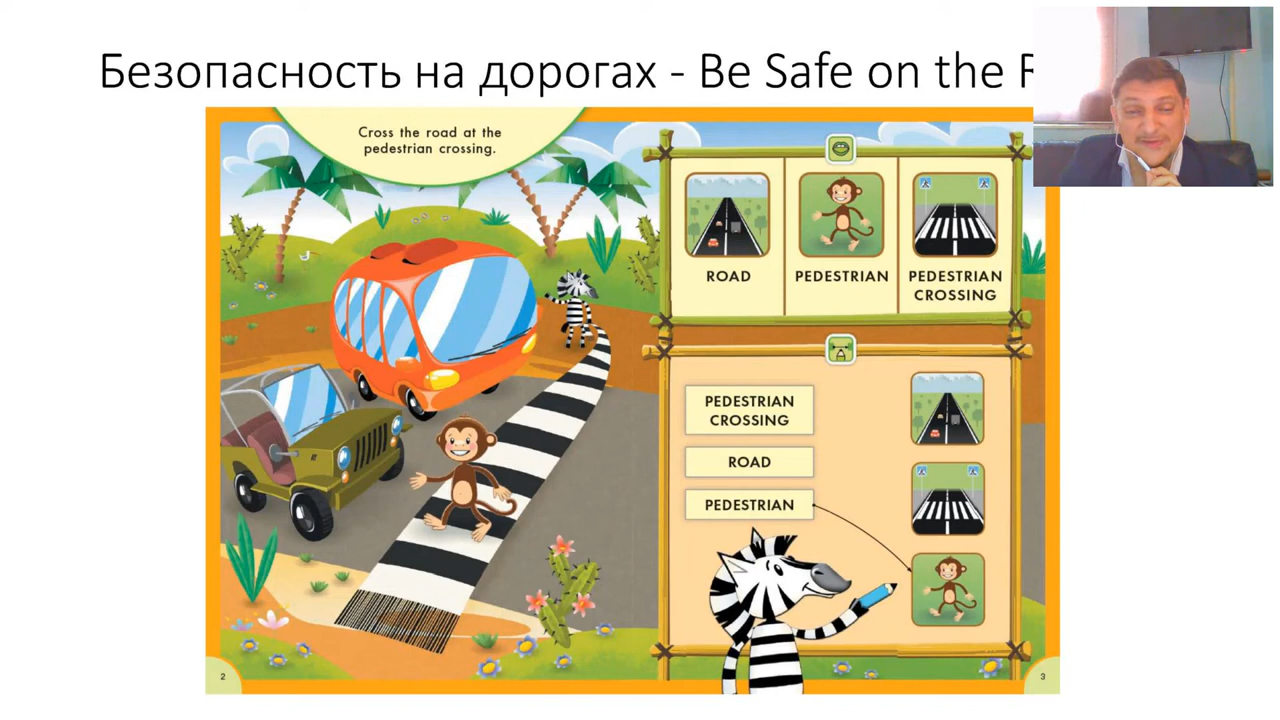 Безопасность на дорогах - Be Safe on the
Cross the road at the
pedestrian crossing.
ROAD
PEDESTRIAN
PEDESTRIAN
CROSSING
PEDESTRIAN
CROSSING
ROAD
PEDESTRIAN
2
3